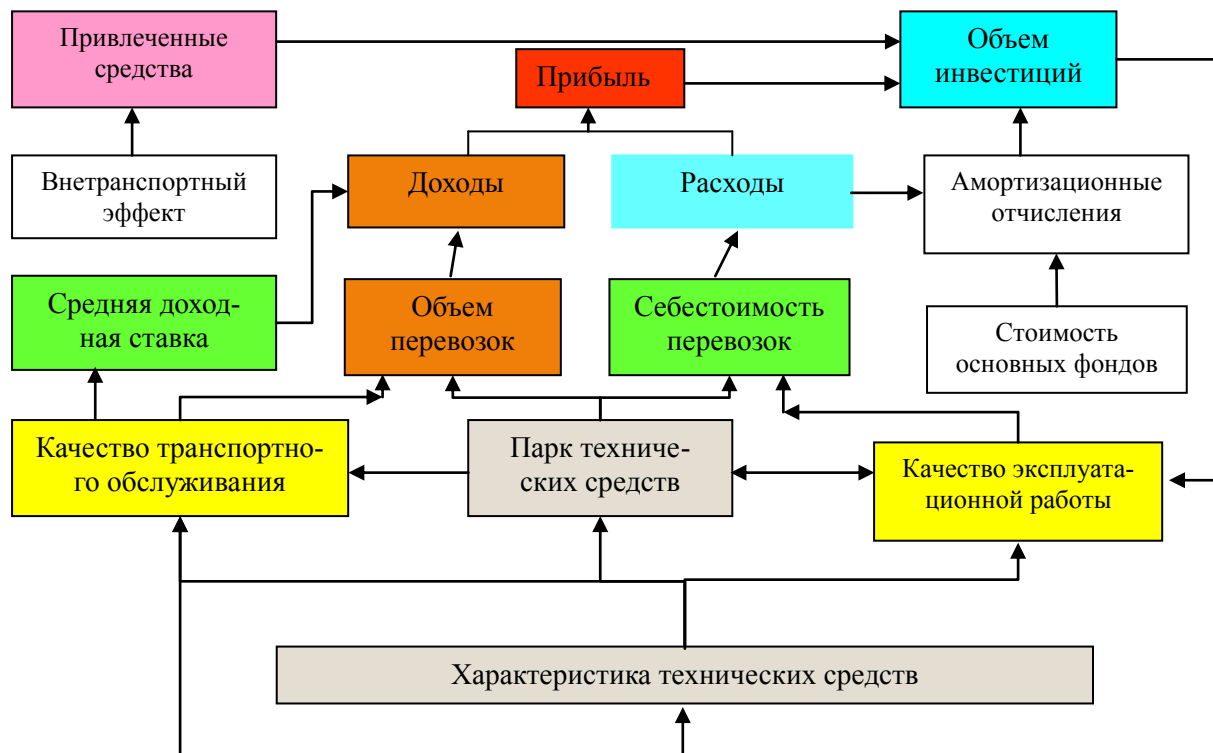 Привлеченные
средства
Объем
инвестиций
Прибыль
Внетранспортный
эффект
Доходы
Расходы
Амортизационные
отчисления
Средняя доход-
ная ставка
Объем
перевозок
Себестоимость
перевозок
Стоимость
основных фондов
Качество транспортно-
го обслуживания
Парк техниче-
ских средств
Качество эксплуата-
ционной работы
Характеристика технических средств